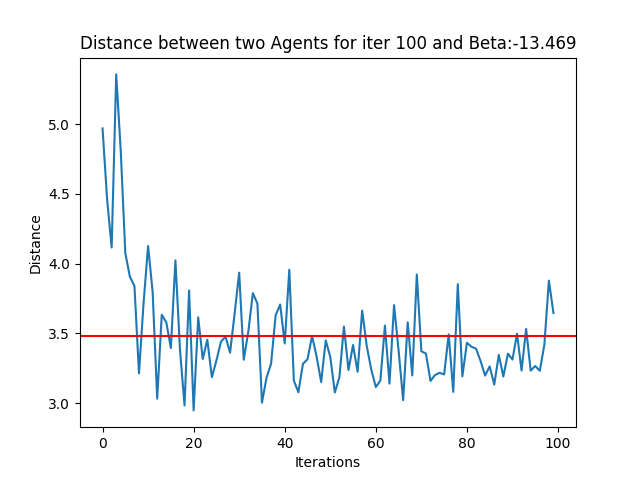 Distance between two Agents for iter 100 and Beta:-13.469
5.0
4.5
4.0
3.5
3.0
Distance
0 20 40 60 80 100
Iterations